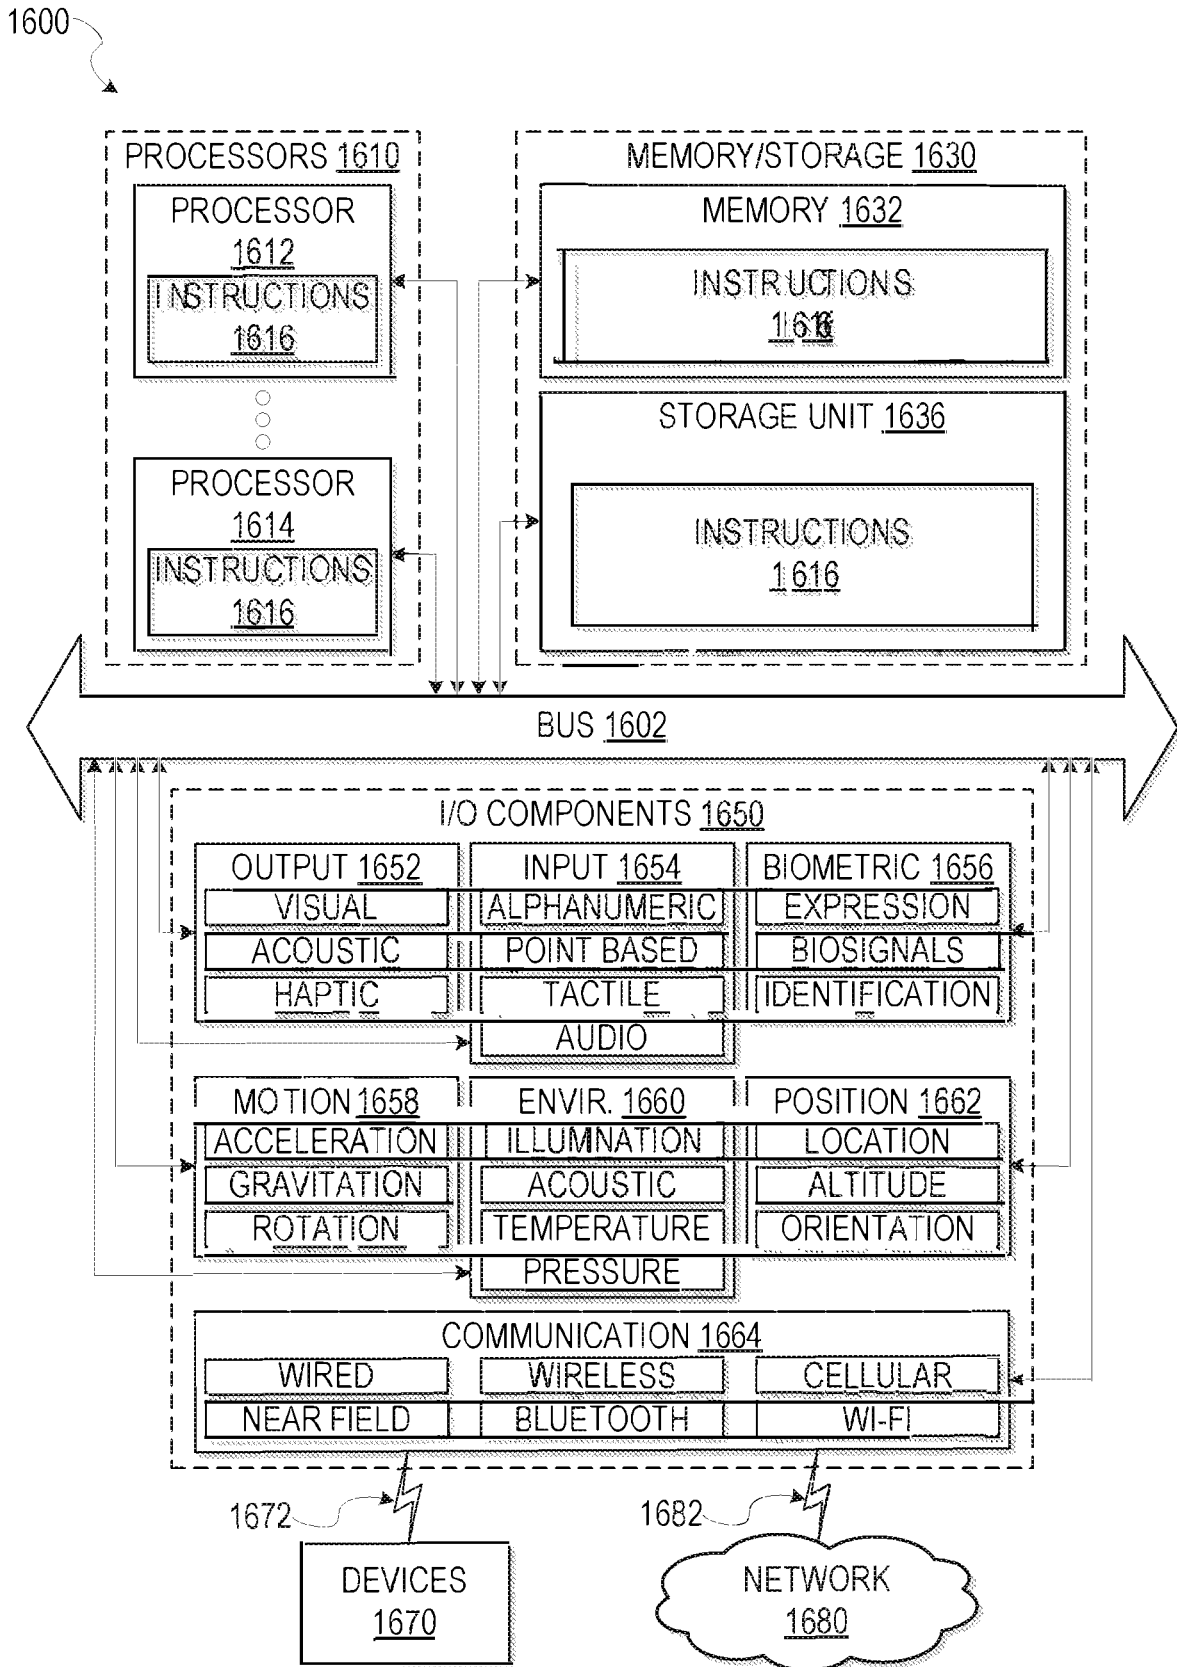 1600
PROCESSORS 1610
PROCESSOR
1612
INSTRUCTIONS
1616
PROCESSOR
1614
INSTRUCTIONS
1616
MEMORY/STORAGE 1630
MEMORY 1632
INSTRUCTIONS
1616
STORAGE UNIT 1636
INSTRUCTIONS
1616
BUS 1602
I/O COMPONENTS 1650
OUTPUT 1652
VISUAL
ACOUSTIC
HAPTIC
INPUT 1654
ALPHANUMERIC
POINT BASED
TACTILE
AUDIO
BIOMETRIC 1656
EXPRESSION
BIOSIGNALS
IDENTIFICATION
MOTION 1658
ACCELERATION
GRAVITATION
ROTATION
ENVIR. 1660
ILLUMNATION
ACOUSTIC
TEMPERATURE
PRESSURE
POSITION 1662
LOCATION
ALTITUDE
ORIENTATION
COMMUNICATION 1664
WIRED
WIRELESS
CELLULAR
NEAR FIELD
BLUETOOTH
WI-FI
1672
1682
DEVICES
1670
NETWORK
1680